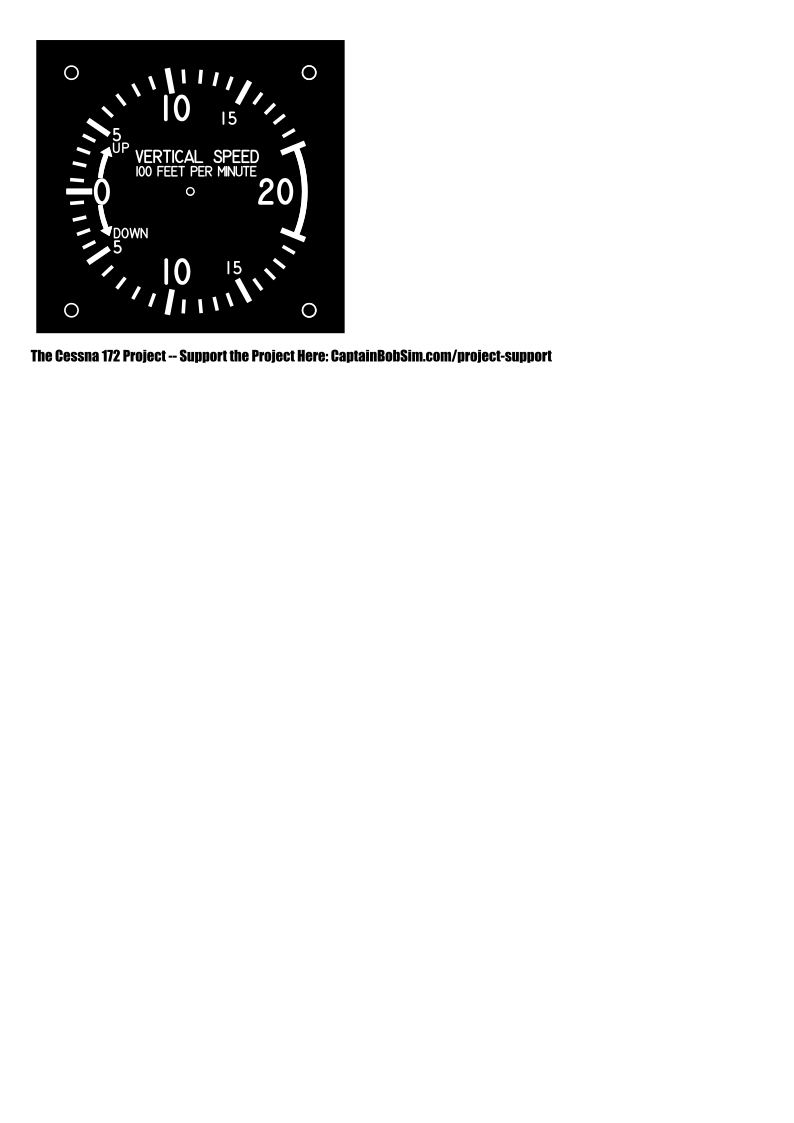 10
15
5
UP
VERTICAL SPEED
100 FEET PER MINUTE
0
20
DOWN
5
10
15
The Cessna 172 Project -- Support the Project Here: CaptainBobSim.com/project-support